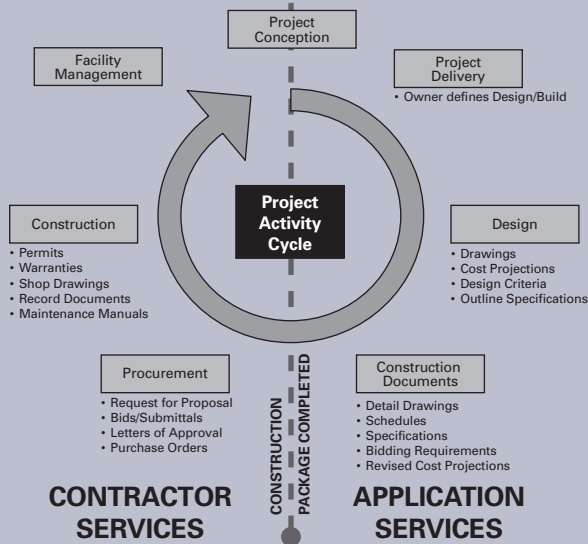 Project
Conception
Facility
Management
Project
Delivery
• Owner defines Design/Build
Project
Activity
Cycle
Construction
• Permits
• Warranties
• Shop Drawings
• Record Documents
• Maintenance Manuals
Design
• Drawings
• Cost Projections
• Design Criteria
• Outline Specifications
Procurement
• Request for Proposal
• Bids/Submittals
• Letters of Approval
• Purchase Orders
Construction
Documents
• Detail Drawings
• Schedules
• Specifications
• Bidding Requirements
• Revised Cost Projections
CONSTRUCTION
PACKAGE COMPLETED
CONTRACTOR
SERVICES
APPLICATION
SERVICES